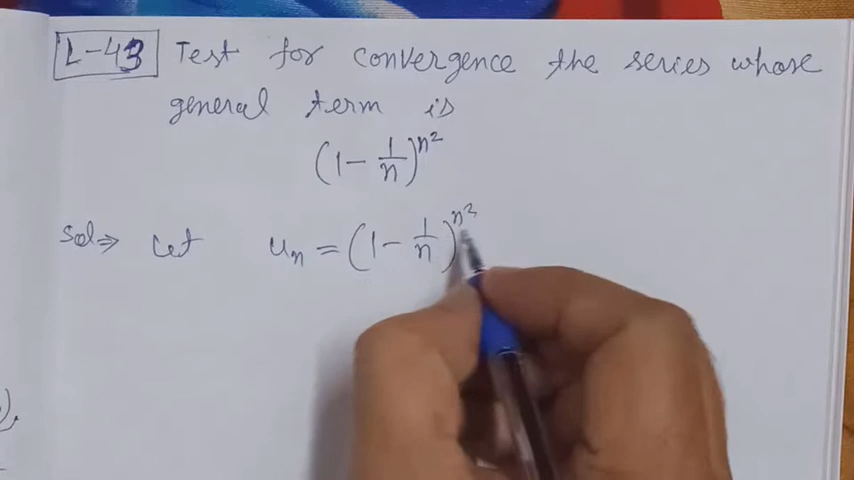 L-43 Test for convergence the series whose
general term is
(1 - 1/n)^n²
Sol⇒ Let u_n = (1 - 1/n)^n²